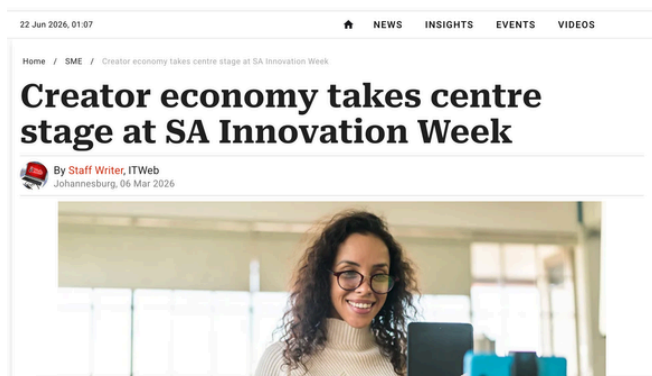 22 Jun 2026, 01:07
NEWS INSIGHTS EVENTS VIDEOS
Home / SME / Creator economy takes centre stage at SA Innovation Week
Creator economy takes centre
stage at SA Innovation Week
By Staff Writer, ITWeb
Johannesburg, 06 Mar 2026